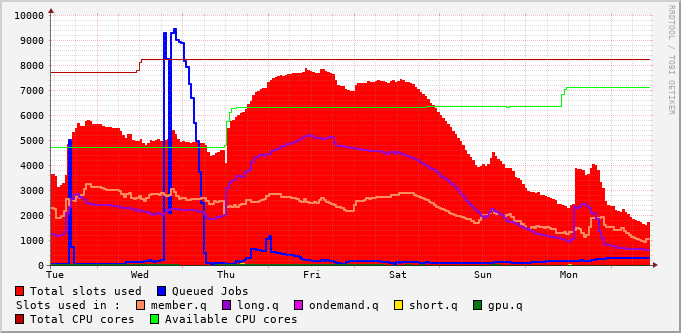 10000
9000
8000
7000
6000
5000
4000
3000
2000
1000
0
Tue Wed Thu Fri Sat Sun Mon
RRDTOOL / TOBI OETIKER
Total slots used Queued Jobs
Slots used in : member.q long.q ondemand.q short.q gpu.q
Total CPU cores Available CPU cores